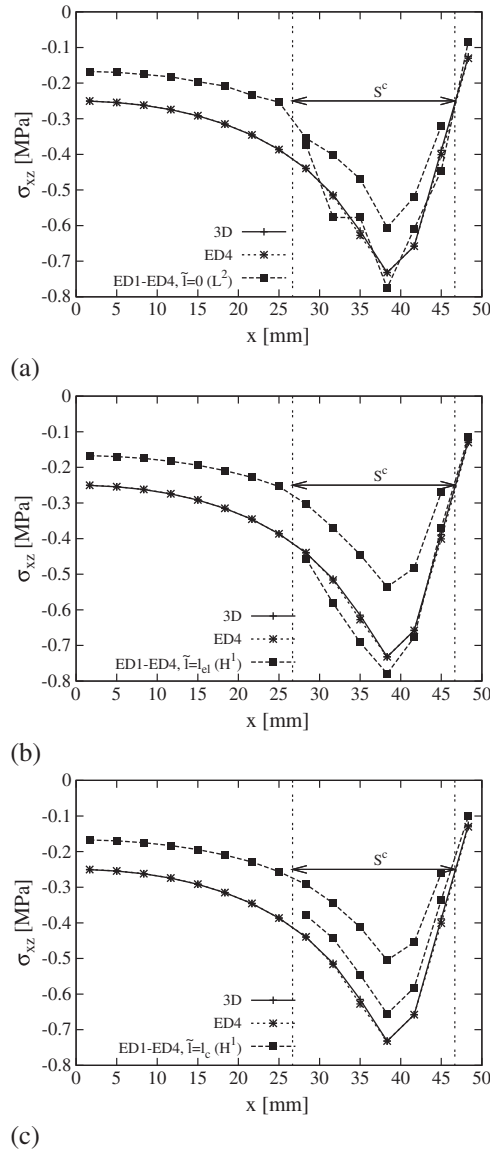 0
-0.1
-0.2
-0.3
-0.4
-0.5
-0.6
-0.7
-0.8
σxz [MPa]
S^c
3D
ED4
ED1-ED4, l̃=0 (L²)
0 5 10 15 20 25 30 35 40 45 50
x [mm]
(a)
0
-0.1
-0.2
-0.3
-0.4
-0.5
-0.6
-0.7
-0.8
σxz [MPa]
S^c
3D
ED4
ED1-ED4, l̃=l_el (H¹)
0 5 10 15 20 25 30 35 40 45 50
x [mm]
(b)
0
-0.1
-0.2
-0.3
-0.4
-0.5
-0.6
-0.7
-0.8
σxz [MPa]
S^c
3D
ED4
ED1-ED4, l̃=l_c (H¹)
0 5 10 15 20 25 30 35 40 45 50
x [mm]
(c)